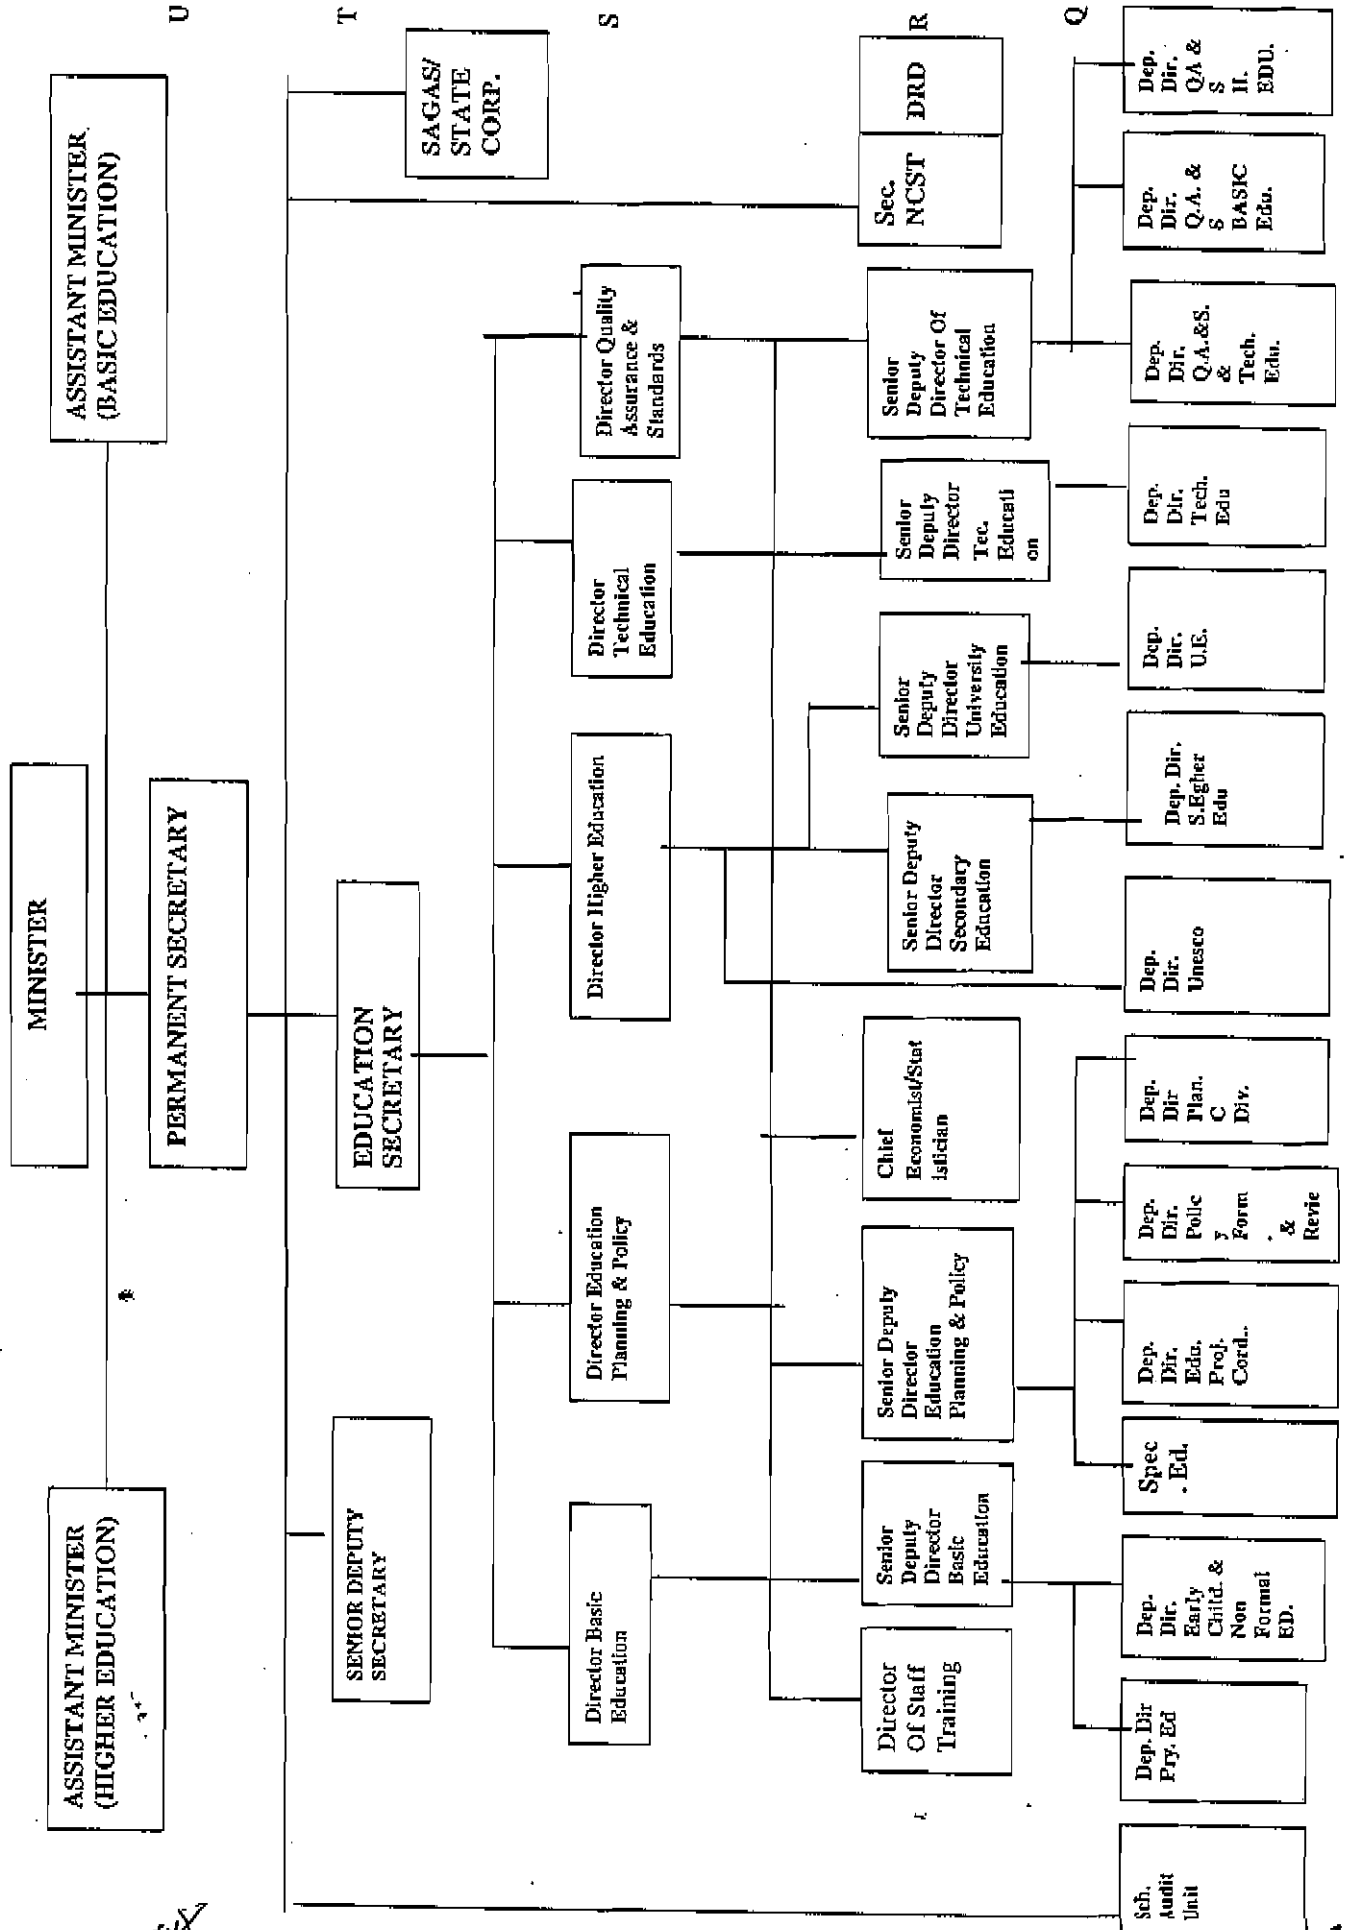 MINISTER
ASSISTANT MINISTER
(HIGHER EDUCATION)
ASSISTANT MINISTER
(BASIC EDUCATION)
PERMANENT SECRETARY
U
SENIOR DEPUTY
SECRETARY
EDUCATION
SECRETARY
T
SAGAS/
STATE
CORP.
Director Basic
Education
Director Education
Planning & Policy
Director Higher Education
Director
Technical
Education
Director Quality
Assurance &
Standards
S
Director
Of Staff
Training
Senior
Deputy
Director
Basic
Education
Senior Deputy
Director
Education
Planning & Policy
Chief
Economist/Stat
istician
Senior Deputy
Director
Secondary
Education
Senior
Deputy
Director
University
Education
Senior
Deputy
Director
Tec.
Educati
on
Senior
Deputy
Director Of
Technical
Education
Sec.
NCST
DRD
R
Sch.
Audit
Unit
Dep. Dir
Pry. Ed
Dep.
Dir.
Early
Child. &
Non
Formal
ED.
Spec
. Ed.
Dep.
Dir.
Edu.
Proj.
Cord..
Dep.
Dir.
Polic
y
Form
. &
Revie
Dep.
Dir
Plan.
C
Div.
Dep.
Dir.
Unesco
Dep. Dir.
S.Egher
Edu
Dep.
Dir.
U.E.
Dep.
Dir.
Tech.
Edu
Dep.
Dir.
Q.A.&S.
&
Tech.
Edu.
Dep.
Dir.
Q.A. &
S
BASIC
Edu.
Dep.
Dir.
QA &
S
H.
EDU.
Q